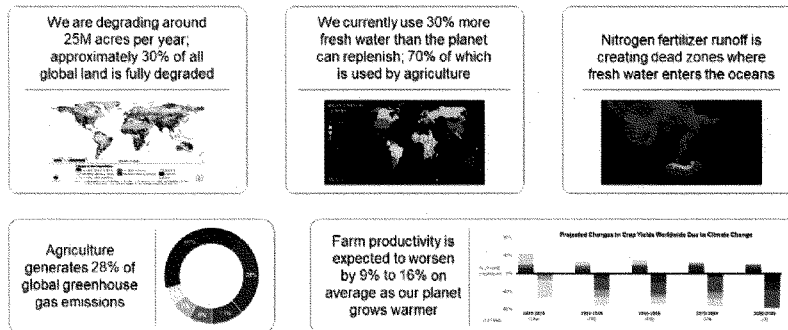 We are degrading around
25M acres per year;
approximately 30% of all
global land is fully degraded
We currently use 30% more
fresh water than the planet
can replenish; 70% of which
is used by agriculture
Nitrogen fertilizer runoff is
creating dead zones where
fresh water enters the oceans
Agriculture
generates 28% of
global greenhouse
gas emissions
Farm productivity is
expected to worsen
by 9% to 16% on
average as our planet
grows warmer
Projected Changes in Crop Yields Worldwide Due to Climate Change